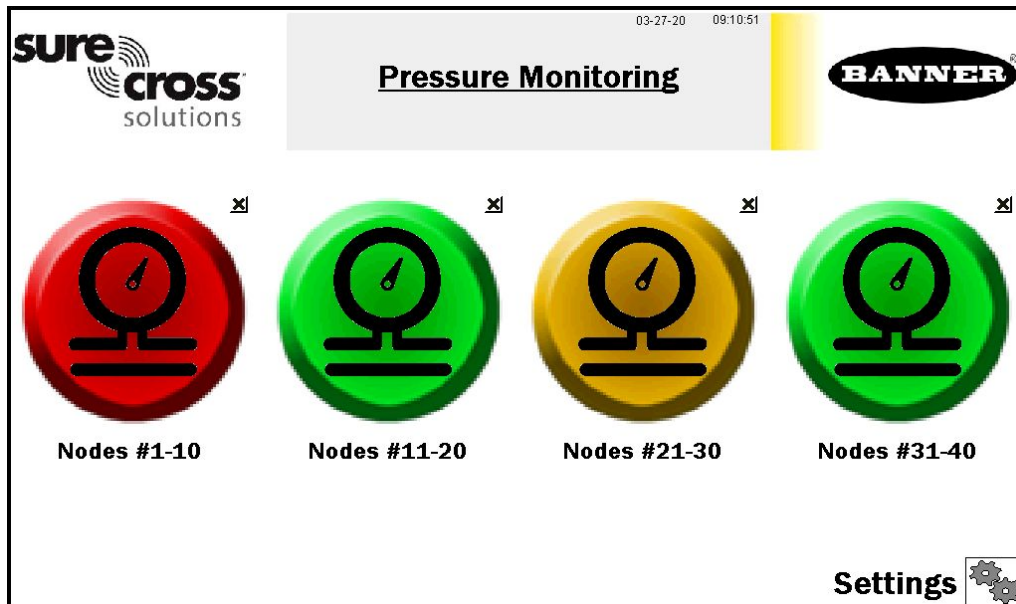 sure
cross
solutions
03-27-20 09:10:51
Pressure Monitoring
BANNER®
Nodes #1-10
Nodes #11-20
Nodes #21-30
Nodes #31-40
Settings